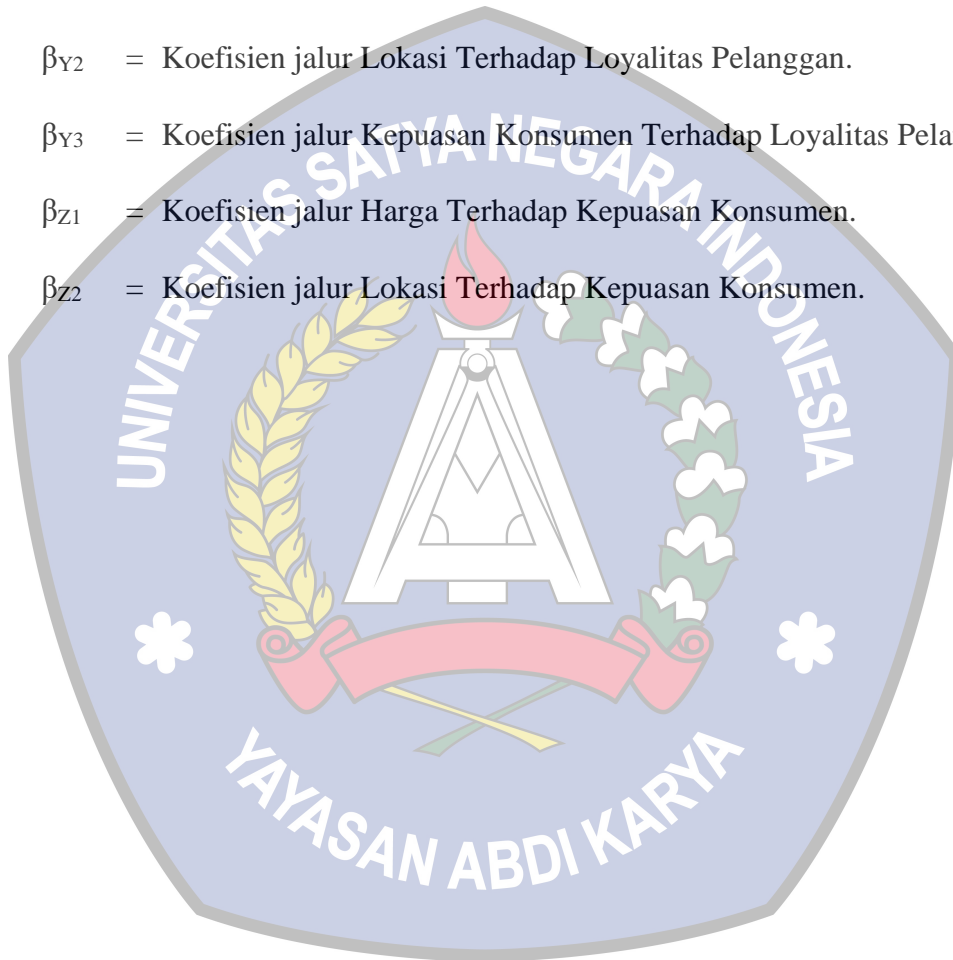 βY2 = Koefisien jalur Lokasi Terhadap Loyalitas Pelanggan.
βY3 = Koefisien jalur Kepuasan Konsumen Terhadap Loyalitas Pela
βZ1 = Koefisien jalur Harga Terhadap Kepuasan Konsumen.
βZ2 = Koefisien jalur Lokasi Terhadap Kepuasan Konsumen.
UNIVERSITAS SATYA NEGARA INDONESIA
YAYASAN ABDI KARYA